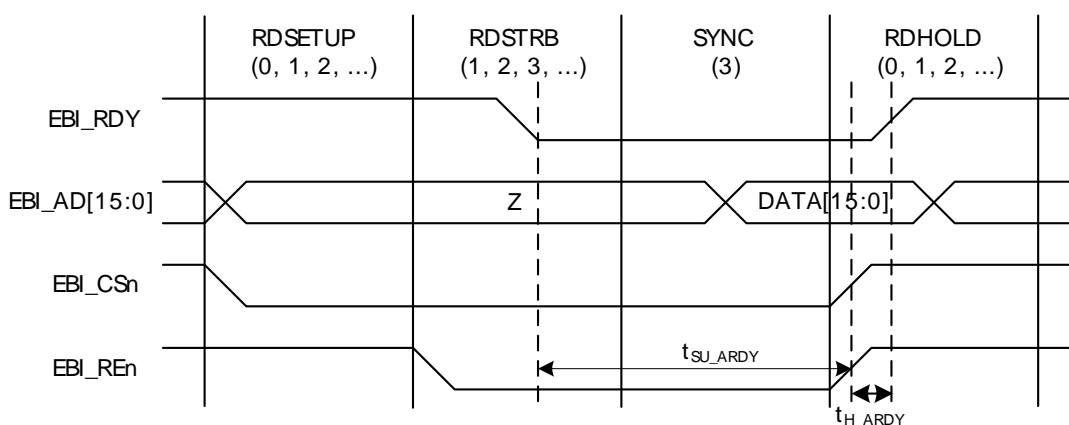 RDSETUP
(0, 1, 2, ...)
RDSTRB
(1, 2, 3, ...)
SYNC
(3)
RDHOLD
(0, 1, 2, ...)
EBI_RDY
EBI_AD[15:0]
Z
DATA[15:0]
EBI_CSn
EBI_REn
tSU_ARDY
tH_ARDY